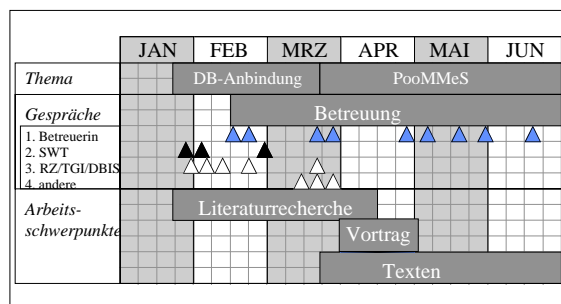 JAN FEB MRZ APR MAI JUN
Thema DB-Anbindung PooMMeS
Gespräche Betreuung
1. Betreuerin
2. SWT
3. RZ/TGI/DBIS
4. andere
Arbeits- Literaturrecherche
schwerpunkte Vortrag
Texten